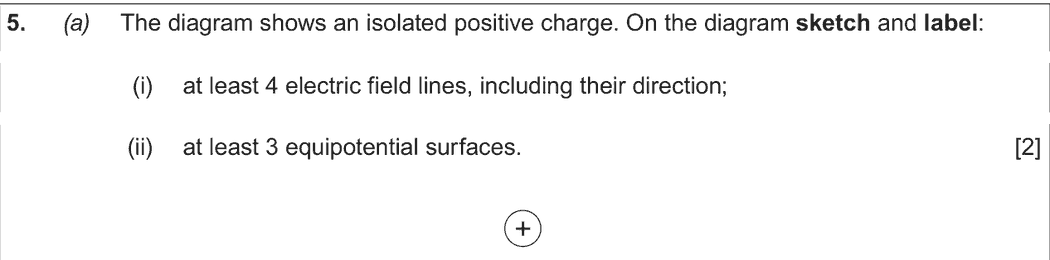 5. (a) The diagram shows an isolated positive charge. On the diagram sketch and label:
(i) at least 4 electric field lines, including their direction;
(ii) at least 3 equipotential surfaces. [2]
+